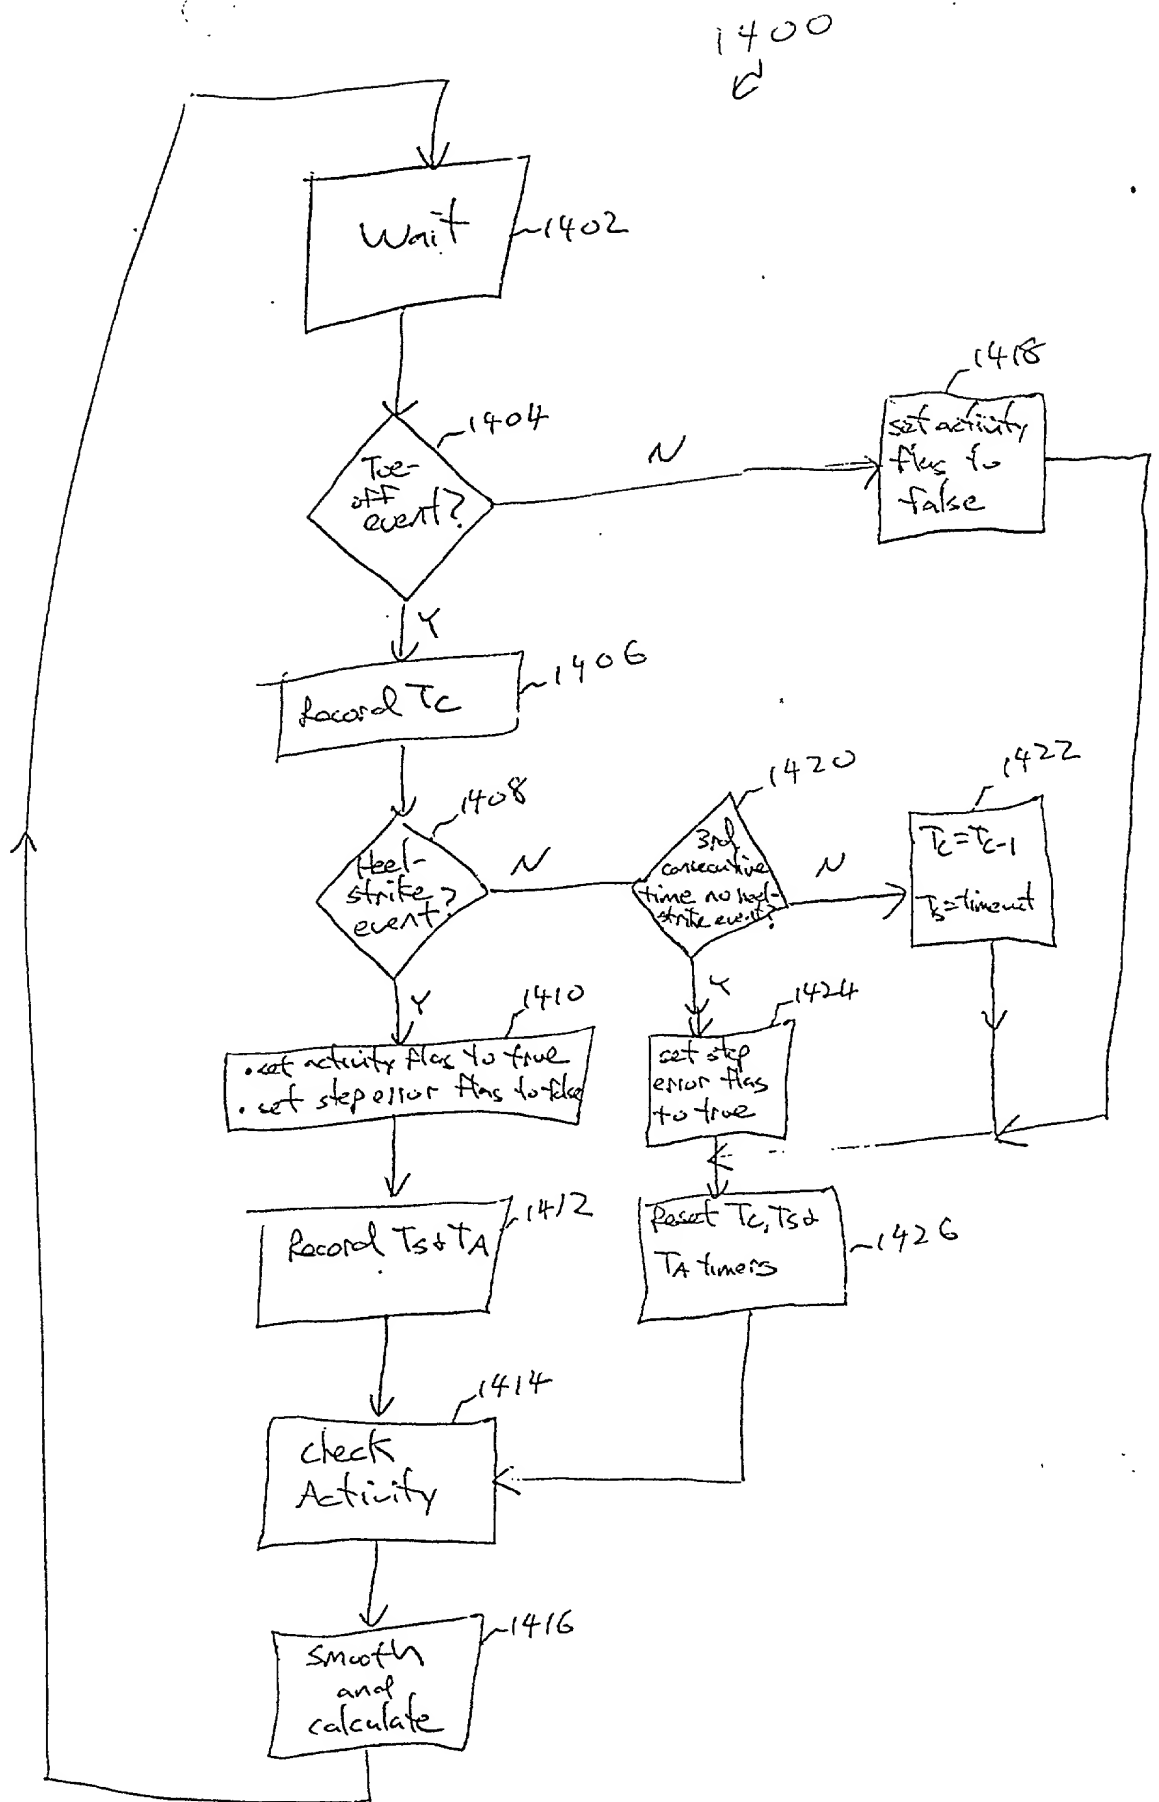 1400
Wait
1402
1418
set activity
flag to
false
1404
N
Toe-
off
event?
Y
1406
Record Tc
1420
1422
1408
Tc=Tc-1
Ts=timeout
3rd
consecutive
time no heel-
strike event?
N
N
Heel-
strike
event?
Y
Y
1410
1424
• set activity flag to true
• set step error flag to false
set step
error flag
to true
1412
Record Ts & TA
Reset Tc, Ts &
TA timers
1426
1414
Check
Activity
1416
Smooth
and
calculate